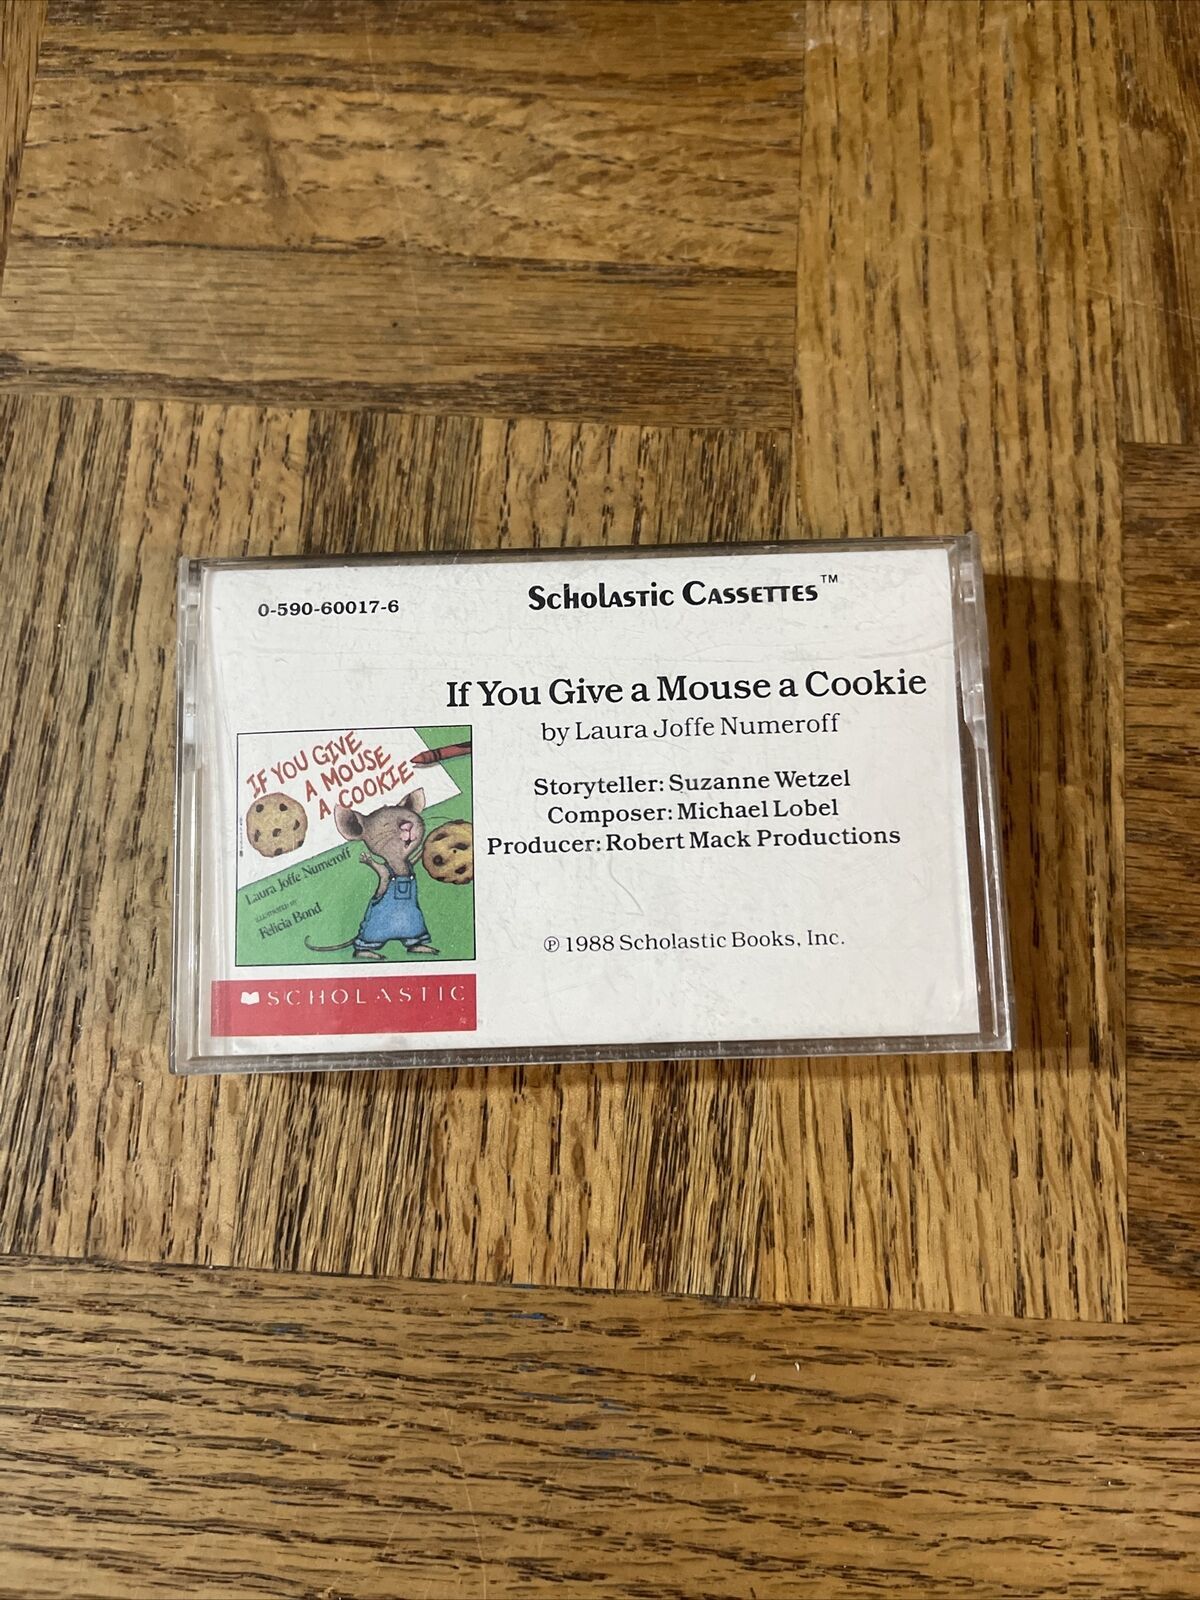 0-590-60017-6
Scholastic Cassettes™
If You Give a Mouse a Cookie
by Laura Joffe Numeroff
Storyteller: Suzanne Wetzel
Composer: Michael Lobel
Producer: Robert Mack Productions
℗ 1988 Scholastic Books, Inc.
IF YOU GIVE
A MOUSE
A COOKIE
Laura Joffe Numeroff
Felicia Bond
SCHOLASTIC